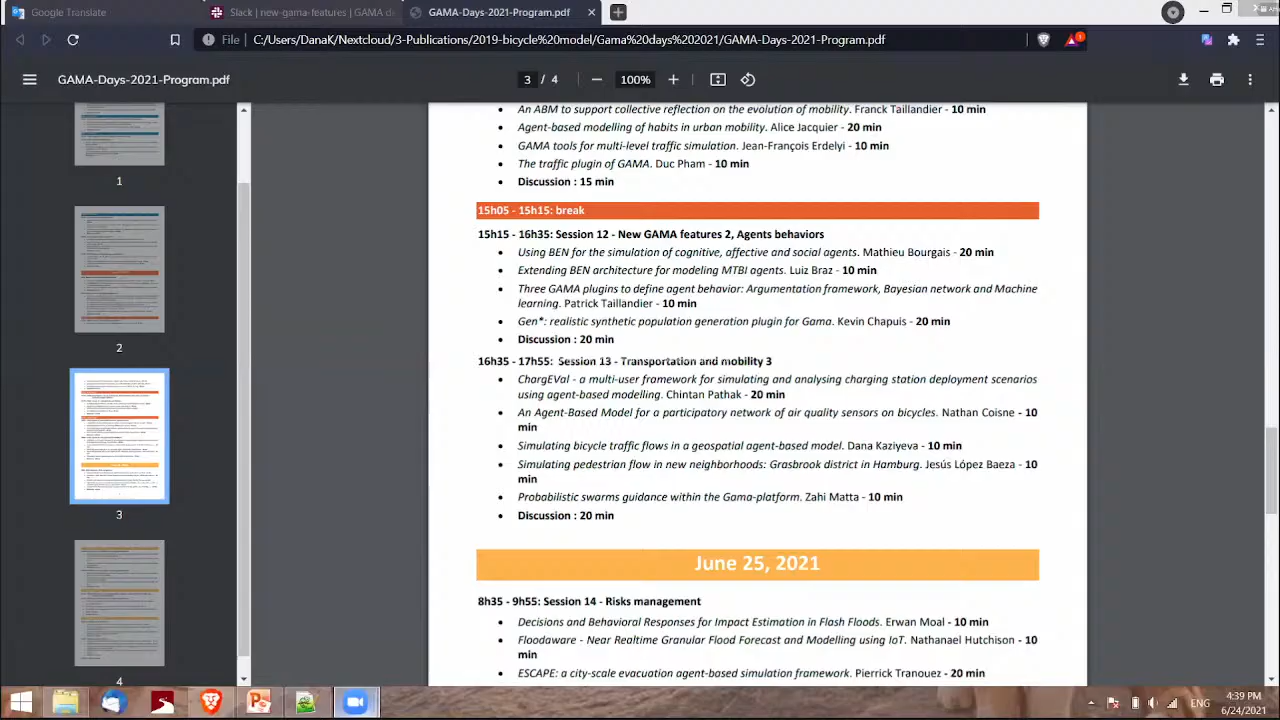 Google Translate
Slack | new-gama-features | GAMA d
GAMA-Days-2021-Program.pdf
File
C:/Users/DanaK/Nextcloud/3-Publications/2019-bicycle%20model/Gama%20days%202021/GAMA-Days-2021-Program.pdf
GAMA-Days-2021-Program.pdf
3 / 4
100%
1
2
3
4
An ABM to support collective reflection on the evolution of mobility. Franck Taillandier - 10 min
Agent-based modelling of habits in urban mobility. Alice Jacquier - 20 min
GAMA tools for multi-level traffic simulation. Jean-François Erdelyi - 10 min
The traffic plugin of GAMA. Duc Pham - 10 min
Discussion : 15 min
15h05 - 15h15: break
15h15 - Session 12 - New GAMA features 2, Agents behaviors
Using BEN for the simulation of cognitive, affective and social agents. Mathieu Bourgais - 20 min
for modeling MTBI agents. Luiz Braz - 10 min
Three GAMA plugins to define agent behavior: Argumentation framework, Bayesian network and Machine
learning. Patrick Taillandier - 10 min
realistic synthetic population generation plugin for Gama. Kevin Chapuis - 20 min
Discussion : 20 min
16h35 - 17h55: Session 13 - Transportation and mobility 3
- a multi-user framework for simulating and analysing charging station deployment scenarios
agent-based modelling. Chintan Pathak - 20 min
An Agent-Based Model for a participatory network of air quality sensors on bicycles. Nathan Coisne - 10
min
traffic flows in a geospatial agent-based model. Dana Kaziyeva - 10 min
flow in new neighborhoods: Grasbrook district in Hamburg. Jesús López Baeza - 10
min
Probabilistic swarms guidance within the Gama-platform. Zahi Matta - 10 min
Discussion : 20 min
June 25, 2021
8h35 - Session 14 - Risks management
Behavioral Responses for Impact Estimation in Flash Floods. Erwan Moal - 10 min
Floodaware - Near Realtime Granular Flood Forecast and Modelling using IoT. Nathanael Hutchison - 10
min
ESCAPE: a city-scale evacuation agent-based simulation framework. Pierrick Tranouez - 20 min
ENG
4:39 PM
6/24/2021